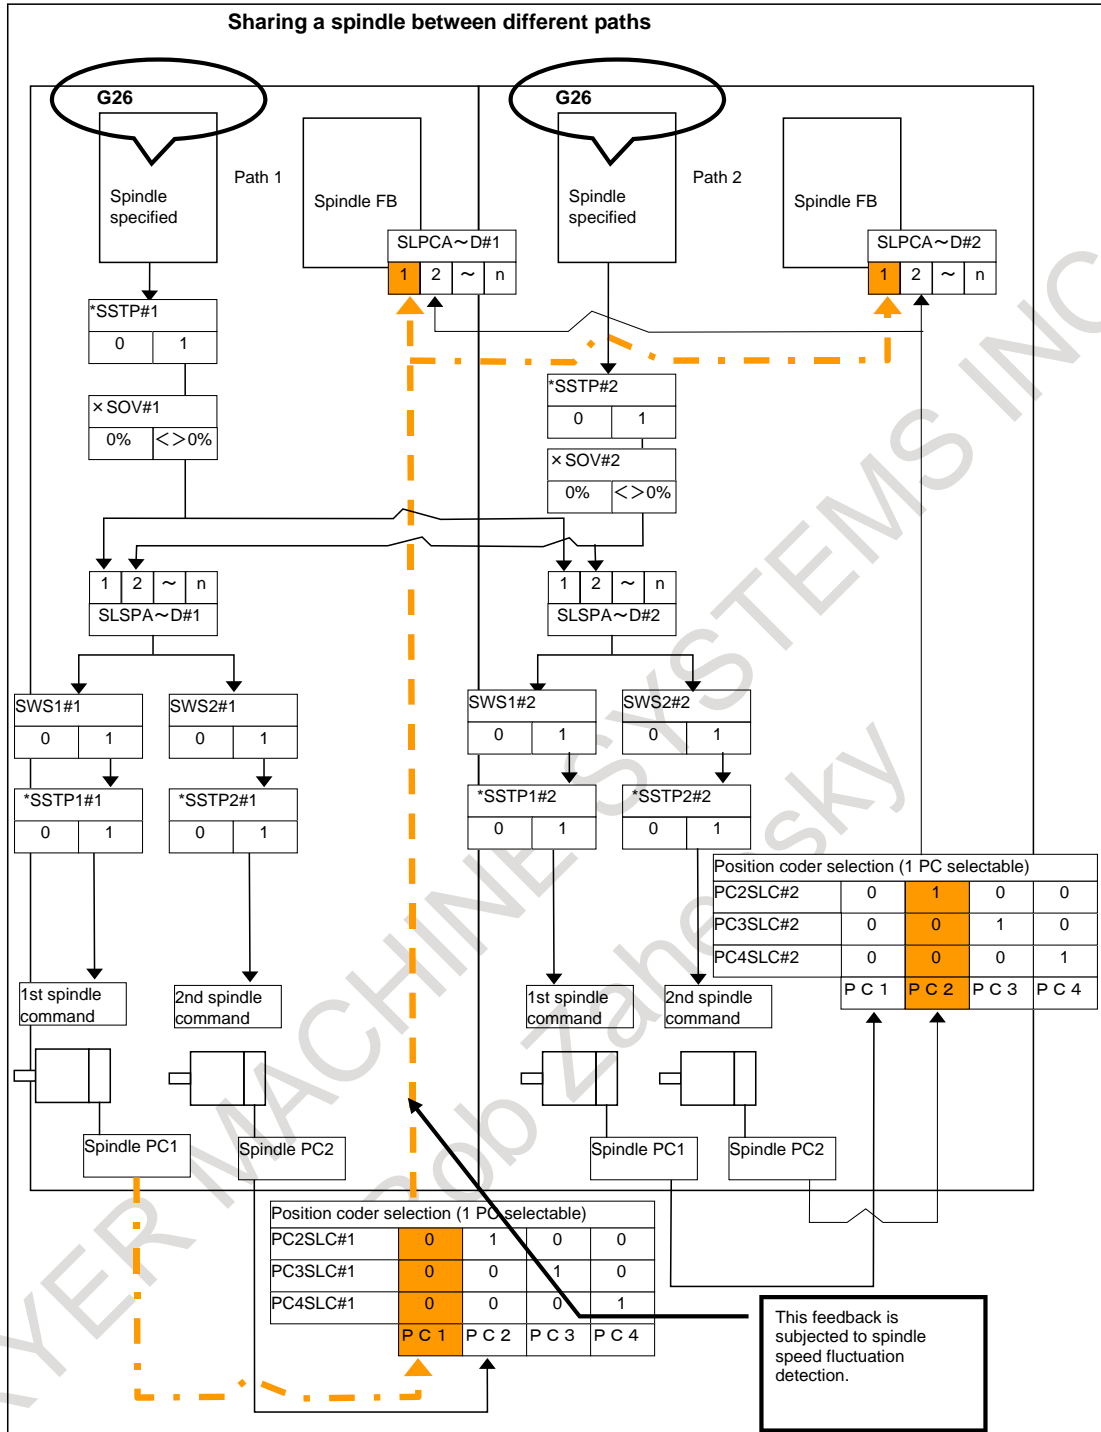 Sharing a spindle between different paths
G26
G26
Path 1
Path 2
Spindle
specified
Spindle FB
Spindle
specified
Spindle FB
SLPCA～D#1
1 2 ～ n
SLPCA～D#2
1 2 ～ n
*SSTP#1
0 1
×SOV#1
0% <>0%
*SSTP#2
0 1
×SOV#2
0% <>0%
1 2 ～ n
SLSPA～D#1
1 2 ～ n
SLSPA～D#2
SWS1#1
0 1
SWS2#1
0 1
SWS1#2
0 1
SWS2#2
0 1
*SSTP1#1
0 1
*SSTP2#1
0 1
*SSTP1#2
0 1
*SSTP2#2
0 1
Position coder selection (1 PC selectable)
PC2SLC#2 0 1 0 0
PC3SLC#2 0 0 1 0
PC4SLC#2 0 0 0 1
PC1 PC2 PC3 PC4
1st spindle
command
2nd spindle
command
1st spindle
command
2nd spindle
command
Spindle PC1
Spindle PC2
Spindle PC1
Spindle PC2
Position coder selection (1 PC selectable)
PC2SLC#1 0 1 0 0
PC3SLC#1 0 0 1 0
PC4SLC#1 0 0 0 1
PC1 PC2 PC3 PC4
This feedback is
subjected to spindle
speed fluctuation
detection.
YER MACHINE SYSTEMS INC